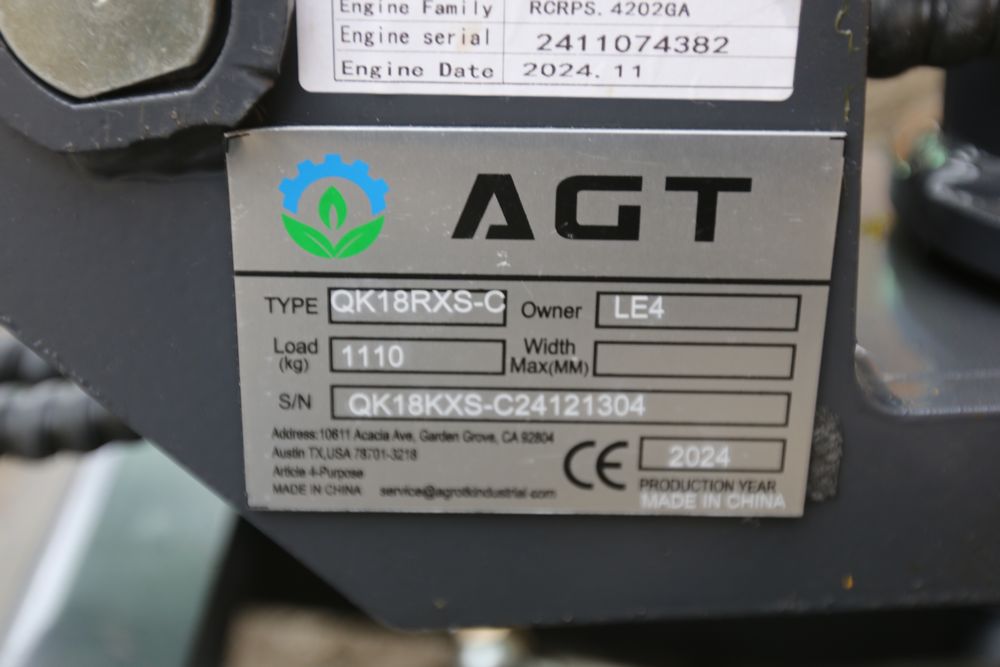 Engine Family RCRPS.4202GA
Engine serial 2411074382
Engine Date 2024.11
AGT
TYPE QK18RXS-C Owner LE4
Load (kg) 1110 Width Max(MM)
S/N QK18KXS-C24121304
Address:10611 Acacia Ave, Garden Grove, CA 92804
Austin TX,USA 78701-3218
Article 4-Purpose
MADE IN CHINA service@agrotkindustrial.com
CE 2024
PRODUCTION YEAR
MADE IN CHINA